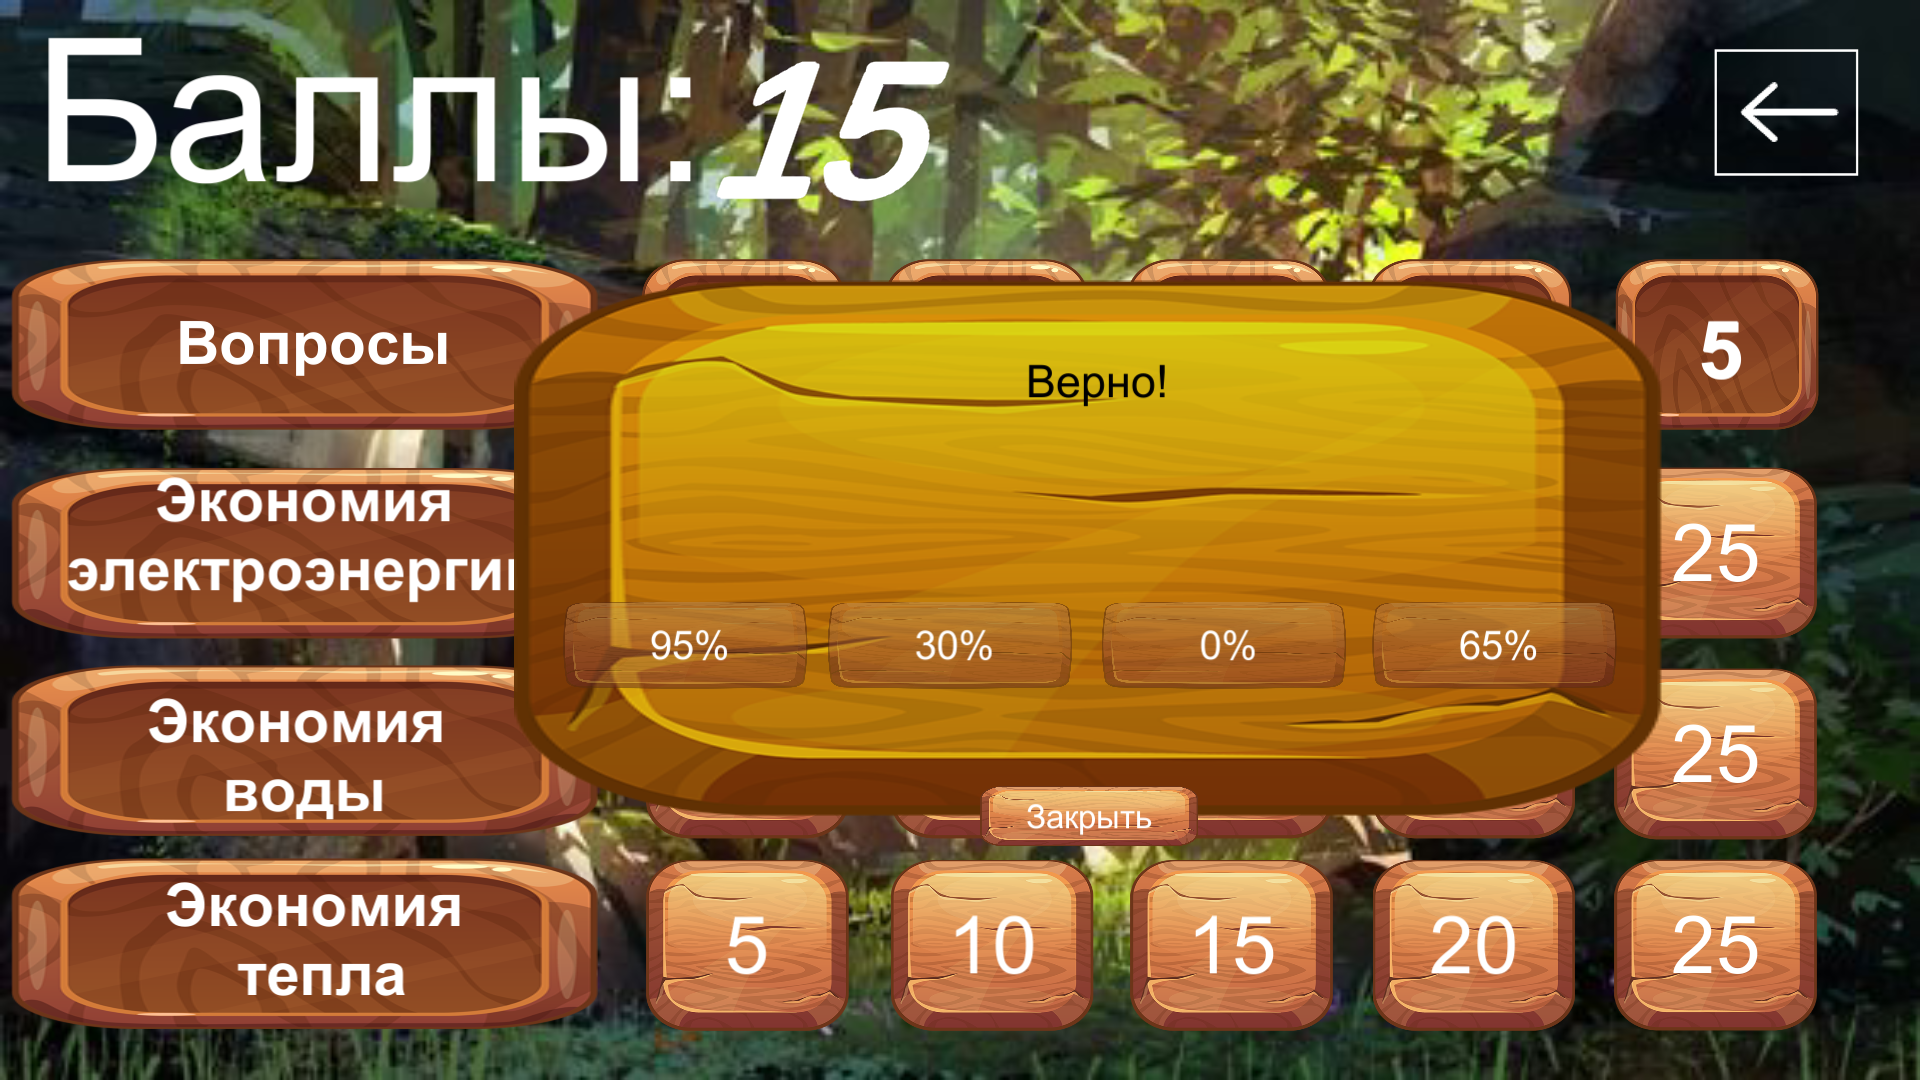 Баллы: 15
Вопросы
5
Верно!
Экономия
25
95% 30% 0% 65%
Экономия
воды
25
Закрыть
Экономия
тепла
5 10 15 20 25